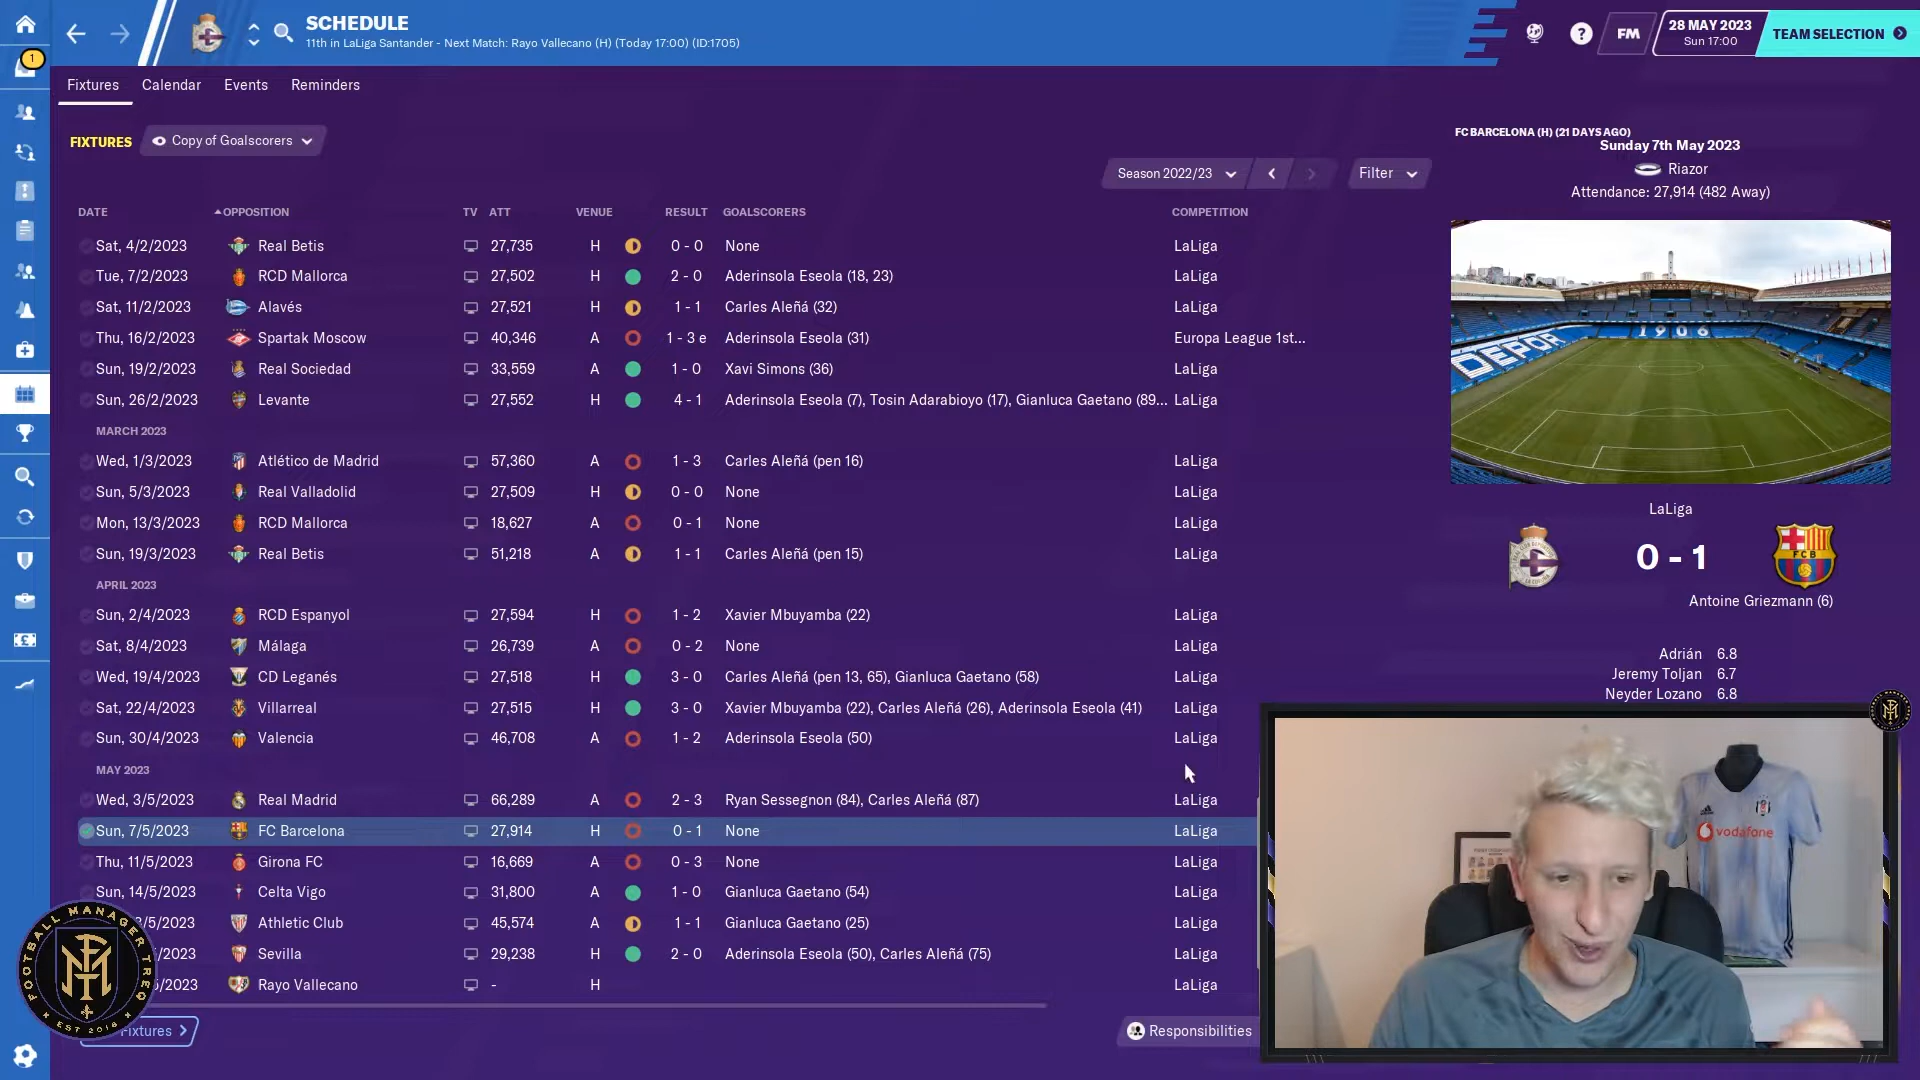 SCHEDULE
11th in LaLiga Santander - Next Match: Rayo Vallecano (H) (Today 17:00) (ID:1705)
? FM 28 MAY 2023 Sun 17:00 TEAM SELECTION
1
Fixtures Calendar Events Reminders
FIXTURES Copy of Goalscorers
Season 2022/23 Filter
DATE OPPOSITION TV ATT VENUE RESULT GOALSCORERS COMPETITION
Sat, 4/2/2023 Real Betis 27,735 H 0 - 0 None LaLiga
Tue, 7/2/2023 RCD Mallorca 27,502 H 2 - 0 Aderinsola Eseola (18, 23) LaLiga
Sat, 11/2/2023 Alavés 27,521 H 1 - 1 Carles Aleñá (32) LaLiga
Thu, 16/2/2023 Spartak Moscow 40,346 A 1 - 3 e Aderinsola Eseola (31) Europa League 1st...
Sun, 19/2/2023 Real Sociedad 33,559 A 1 - 0 Xavi Simons (36) LaLiga
Sun, 26/2/2023 Levante 27,552 H 4 - 1 Aderinsola Eseola (7), Tosin Adarabioyo (17), Gianluca Gaetano (89... LaLiga
MARCH 2023
Wed, 1/3/2023 Atlético de Madrid 57,360 A 1 - 3 Carles Aleñá (pen 16) LaLiga
Sun, 5/3/2023 Real Valladolid 27,509 H 0 - 0 None LaLiga
Mon, 13/3/2023 RCD Mallorca 18,627 A 0 - 1 None LaLiga
Sun, 19/3/2023 Real Betis 51,218 A 1 - 1 Carles Aleñá (pen 15) LaLiga
APRIL 2023
Sun, 2/4/2023 RCD Espanyol 27,594 H 1 - 2 Xavier Mbuyamba (22) LaLiga
Sat, 8/4/2023 Málaga 26,739 A 0 - 2 None LaLiga
Wed, 19/4/2023 CD Leganés 27,518 H 3 - 0 Carles Aleñá (pen 13, 65), Gianluca Gaetano (58) LaLiga
Sat, 22/4/2023 Villarreal 27,515 H 3 - 0 Xavier Mbuyamba (22), Carles Aleñá (26), Aderinsola Eseola (41) LaLiga
Sun, 30/4/2023 Valencia 46,708 A 1 - 2 Aderinsola Eseola (50) LaLiga
MAY 2023
Wed, 3/5/2023 Real Madrid 66,289 A 2 - 3 Ryan Sessegnon (84), Carles Aleñá (87) LaLiga
Sun, 7/5/2023 FC Barcelona 27,914 H 0 - 1 None LaLiga
Thu, 11/5/2023 Girona FC 16,669 A 0 - 3 None LaLiga
Sun, 14/5/2023 Celta Vigo 31,800 A 1 - 0 Gianluca Gaetano (54) LaLiga
/5/2023 Athletic Club 45,574 A 1 - 1 Gianluca Gaetano (25) LaLiga
/2023 Sevilla 29,238 H 2 - 0 Aderinsola Eseola (50), Carles Aleñá (75) LaLiga
/2023 Rayo Vallecano - H LaLiga
Fixtures
Responsibilities
FC BARCELONA (H) (21 DAYS AGO)
Sunday 7th May 2023
Riazor
Attendance: 27,914 (482 Away)
1906
DEPOR
LaLiga
0 - 1
FCB
Antoine Griezmann (6)
Adrián 6.8
Jeremy Toljan 6.7
Neyder Lozano 6.8
vodafone
FOOTBALL MANAGER TREQ
EST 2018